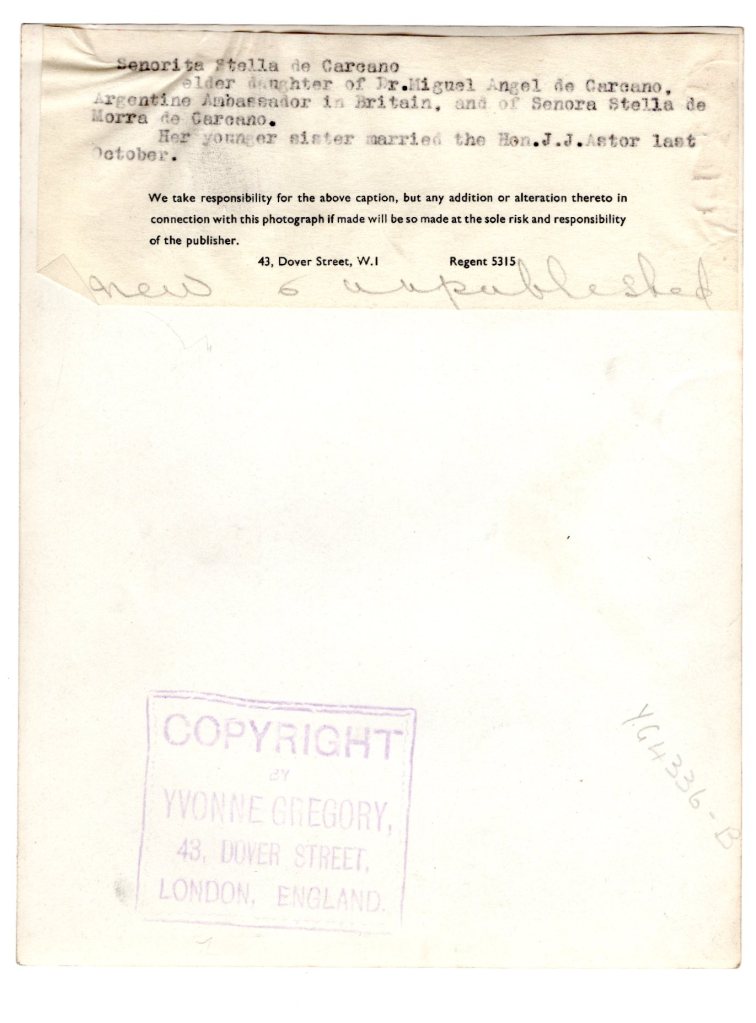 Senorita Stella de Carcano
elder daughter of Dr.Miguel Angel de Carcano,
Argentine Ambassador in Britain, and of Senora Stella de
Morra de Carcano.
Her younger sister married the Hon.J.J.Astor last
October.
We take responsibility for the above caption, but any addition or alteration thereto in
connection with this photograph if made will be so made at the sole risk and responsibility
of the publisher.
43, Dover Street, W.1 Regent 5315
new & unpublished
YG4336-B
COPYRIGHT
BY
YVONNE GREGORY,
43, DOVER STREET,
LONDON, ENGLAND.